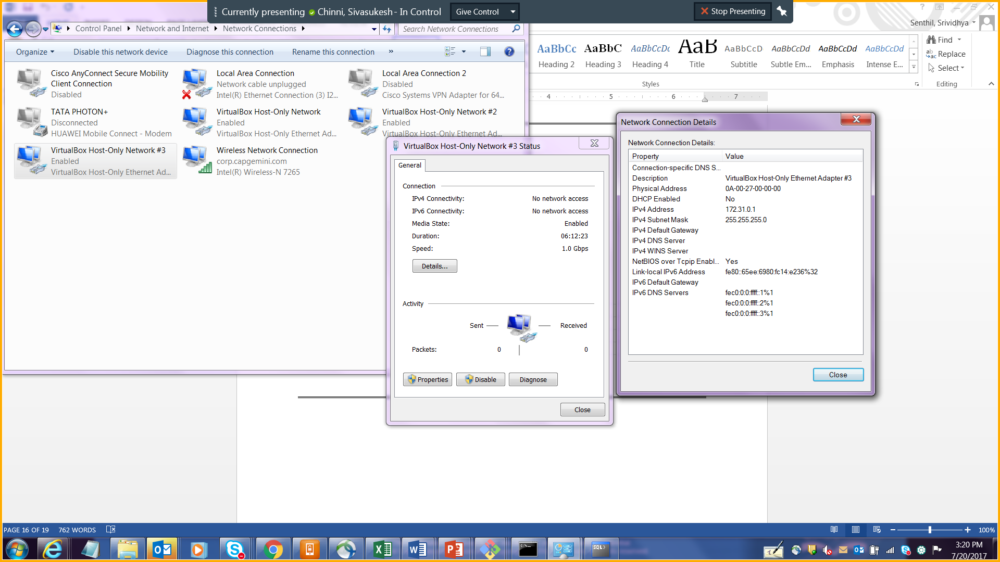 Currently presenting Chinni, Sivasukesh - In Control
Give Control
Stop Presenting
Control Panel Network and Internet Network Connections
Search Network Connections
Senthil, Srividhya
Organize
Disable this network device
Diagnose this connection
Rename this connection
»
AaBbCc AaBbC AaBbCcDc AaB AaBbCcD AaBbCcDd AaBbCcDd AaBbCcDd
Heading 2 Heading 3 Heading 4 Title Subtitle Subtle Em... Emphasis Intense E...
Styles
Find
Replace
Select
Editing
4 5 6 7
Cisco AnyConnect Secure Mobility
Client Connection
Disabled
Local Area Connection
Network cable unplugged
Intel(R) Ethernet Connection (3) I2...
Local Area Connection 2
Disabled
Cisco Systems VPN Adapter for 64...
TATA PHOTON+
Disconnected
HUAWEI Mobile Connect - Modem
VirtualBox Host-Only Network
Enabled
VirtualBox Host-Only Ethernet Ad...
VirtualBox Host-Only Network #2
Enabled
VirtualBox Host-Only Ethernet Ad...
VirtualBox Host-Only Network #3
Enabled
VirtualBox Host-Only Ethernet Ad...
Wireless Network Connection
corp.capgemini.com
Intel(R) Wireless-N 7265
VirtualBox Host-Only Network #3 Status
General
Connection
IPv4 Connectivity: No network access
IPv6 Connectivity: No network access
Media State: Enabled
Duration: 06:12:23
Speed: 1.0 Gbps
Details...
Activity
Sent Received
Packets: 0 0
Properties
Disable
Diagnose
Close
Network Connection Details
Network Connection Details:
Property Value
Connection-specific DNS S...
Description VirtualBox Host-Only Ethernet Adapter #3
Physical Address 0A-00-27-00-00-00
DHCP Enabled No
IPv4 Address 172.31.0.1
IPv4 Subnet Mask 255.255.255.0
IPv4 Default Gateway
IPv4 DNS Server
IPv4 WINS Server
NetBIOS over Tcpip Enabl... Yes
Link-local IPv6 Address fe80::65ee:6980:fc14:e236%32
IPv6 Default Gateway
IPv6 DNS Servers fec0:0:0:ffff::1%1
fec0:0:0:ffff::2%1
fec0:0:0:ffff::3%1
Close
PAGE 16 OF 19 762 WORDS
100%
SQL>
3:20 PM
7/20/2017